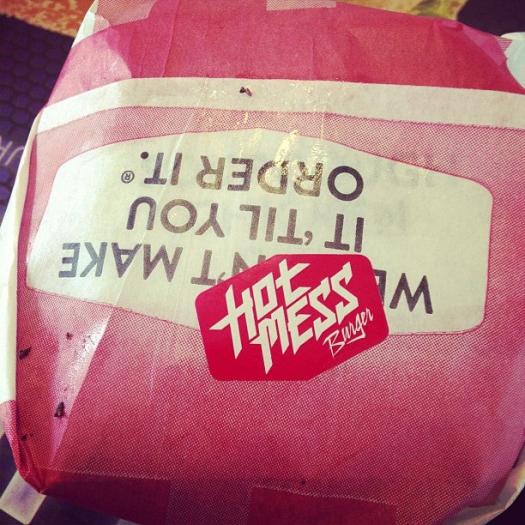 WE N'T MAKE
IT 'TIL YOU
ORDER IT.®
HOT
MESS
Burger